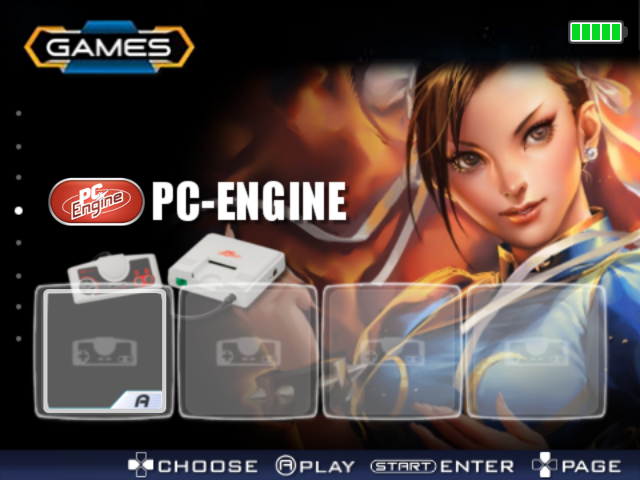 GAMES
PC Engine
PC-ENGINE
A
CHOOSE A PLAY START ENTER PAGE